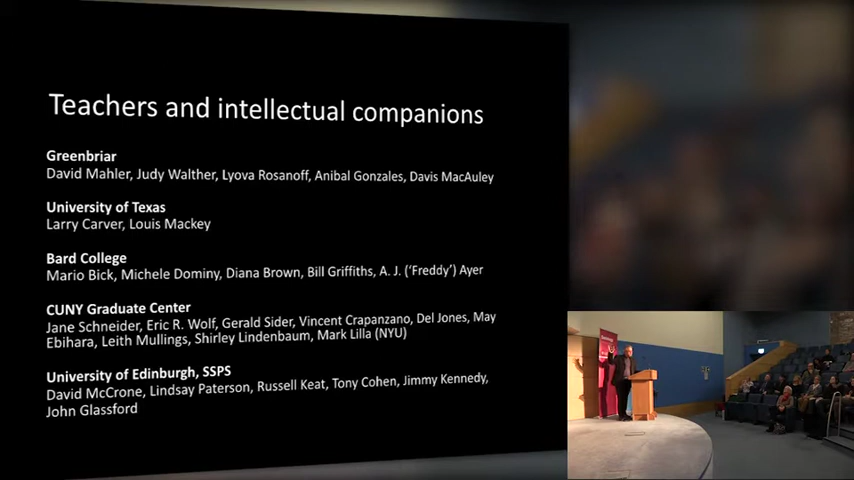 Teachers and intellectual companions
Greenbriar
David Mahler, Judy Walther, Lyova Rosanoff, Anibal Gonzales, Davis MacAuley
University of Texas
Larry Carver, Louis Mackey
Bard College
Mario Bick, Michele Dominy, Diana Brown, Bill Griffiths, A. J. (‘Freddy’) Ayer
CUNY Graduate Center
Jane Schneider, Eric R. Wolf, Gerald Sider, Vincent Crapanzano, Del Jones, May
Ebihara, Leith Mullings, Shirley Lindenbaum, Mark Lilla (NYU)
University of Edinburgh, SSPS
David McCrone, Lindsay Paterson, Russell Keat, Tony Cohen, Jimmy Kennedy,
John Glassford